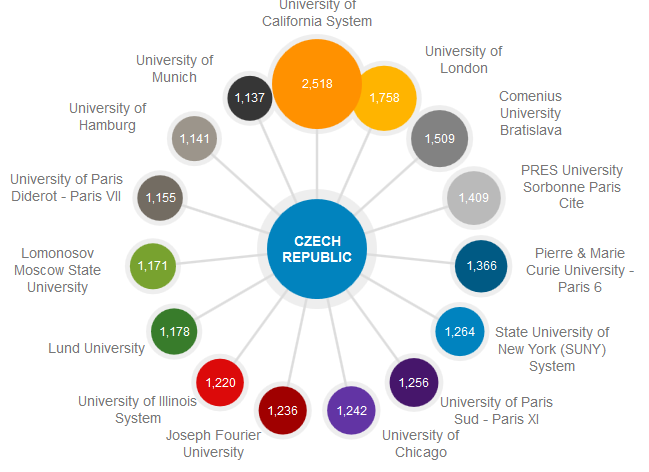 University of
California System
2,518
University of
London
1,758
Comenius
University
Bratislava
1,509
PRES University
Sorbonne Paris
Cite
1,409
Pierre & Marie
Curie University -
Paris 6
1,366
State University of
New York (SUNY)
System
1,264
University of Paris
Sud - Paris XI
1,256
University of
Chicago
1,242
Joseph Fourier
University
1,236
University of Illinois
System
1,220
Lund University
1,178
Lomonosov
Moscow State
University
1,171
University of Paris
Diderot - Paris VII
1,155
University of
Hamburg
1,141
University of
Munich
1,137
CZECH
REPUBLIC